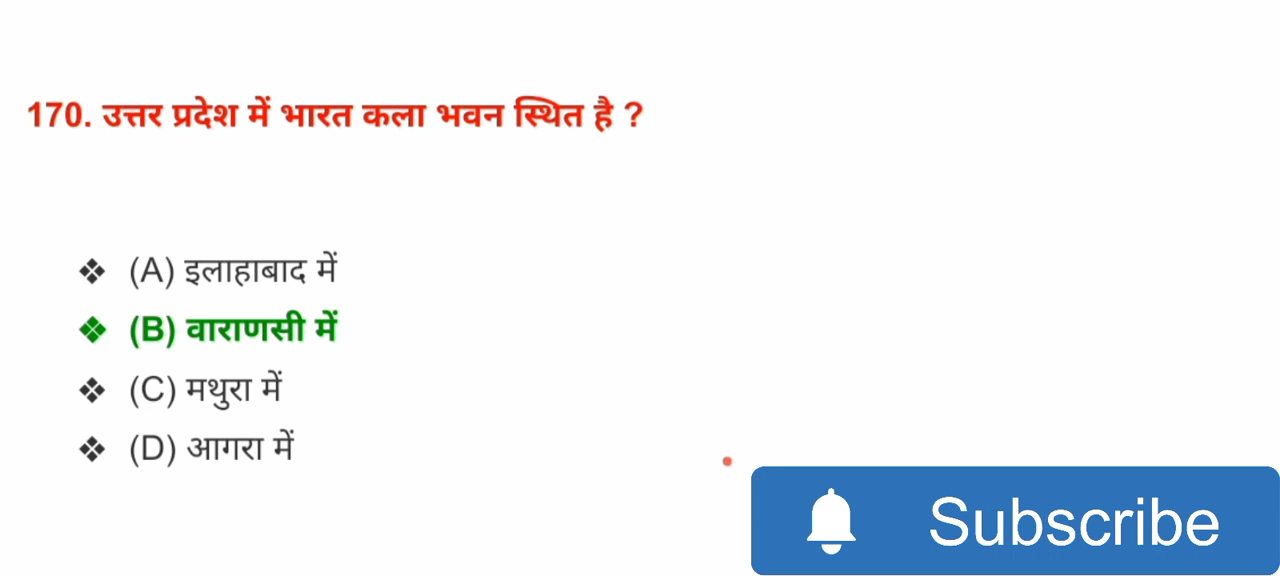 170. उत्तर प्रदेश में भारत कला भवन स्थित है ?
❖ (A) इलाहाबाद में
❖ (B) वाराणसी में
❖ (C) मथुरा में
❖ (D) आगरा में
Subscribe